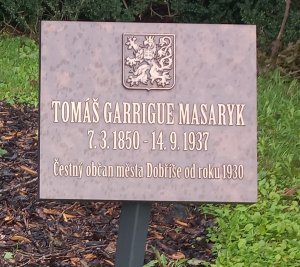 TOMÁŠ GARRIGUE MASARYK
7. 3. 1850 - 14. 9. 1937
Čestný občan města Dobříše od roku 1930